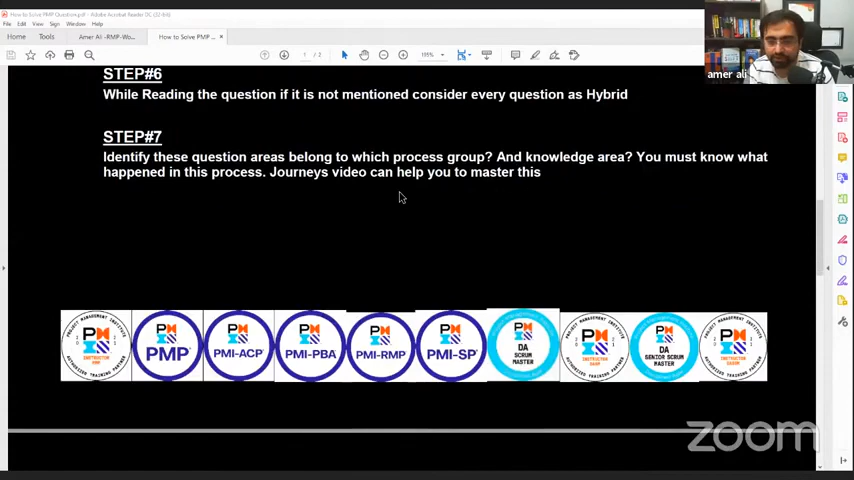 How to Solve PMP Question.pdf - Adobe Acrobat Reader DC (32-bit)
File Edit View Sign Window Help
Home Tools Amer Ali -RMP-Wo... How to Solve PMP ... ×
1 / 2 195%
amer ali
STEP#6
While Reading the question if it is not mentioned consider every question as Hybrid
STEP#7
Identify these question areas belong to which process group? And knowledge area? You must know what
happened in this process. Journeys video can help you to master this
PMP PMI-ACP PMI-PBA PMI-RMP PMI-SP DA SCRUM MASTER DA SENIOR SCRUM MASTER
zoom